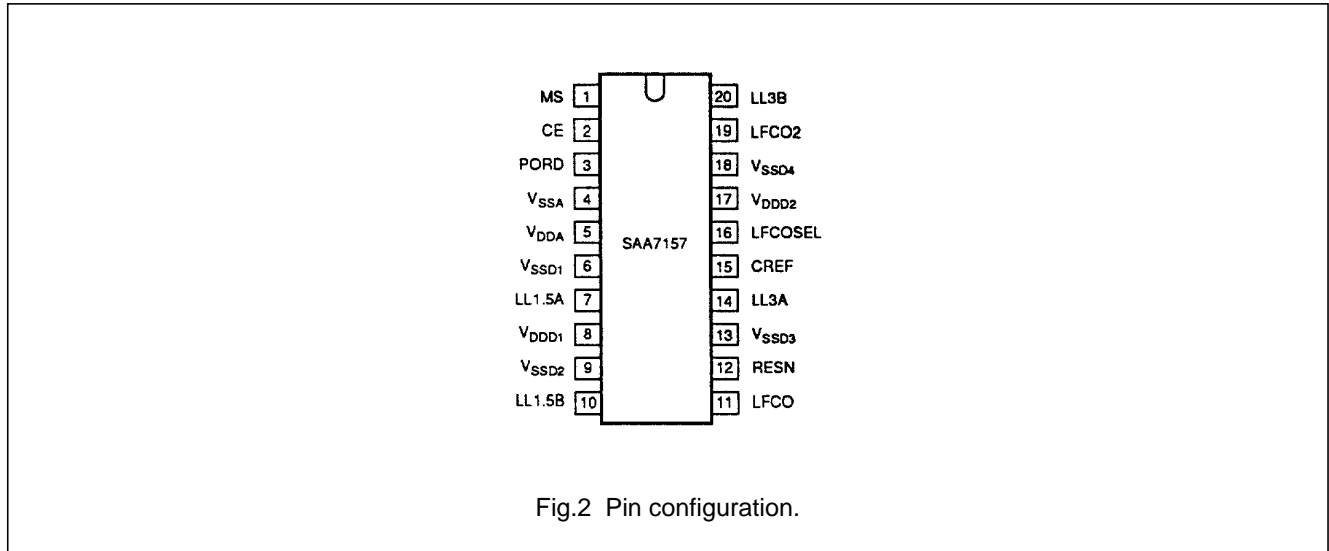 MS 1 20 LL3B
CE 2 19 LFCO2
PORD 3 18 VSSD4
VSSA 4 17 VDDD2
VDDA 5 16 LFCOSEL
SAA7157
VSSD1 6 15 CREF
LL1.5A 7 14 LL3A
VDDD1 8 13 VSSD3
VSSD2 9 12 RESN
LL1.5B 10 11 LFCO
Fig.2 Pin configuration.